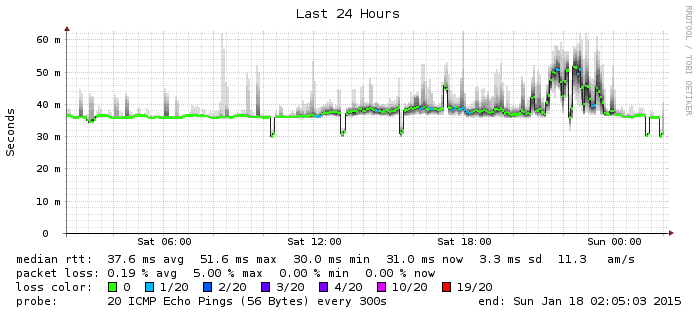 Last 24 Hours
RRDTOOL / TOBI OETIKER
Seconds
60 m
50 m
40 m
30 m
20 m
10 m
0
Sat 06:00 Sat 12:00 Sat 18:00 Sun 00:00
median rtt: 37.6 ms avg 51.6 ms max 30.0 ms min 31.0 ms now 3.3 ms sd 11.3 am/s
packet loss: 0.19 % avg 5.00 % max 0.00 % min 0.00 % now
loss color: 0 1/20 2/20 3/20 4/20 10/20 19/20
probe: 20 ICMP Echo Pings (56 Bytes) every 300s end: Sun Jan 18 02:05:03 2015